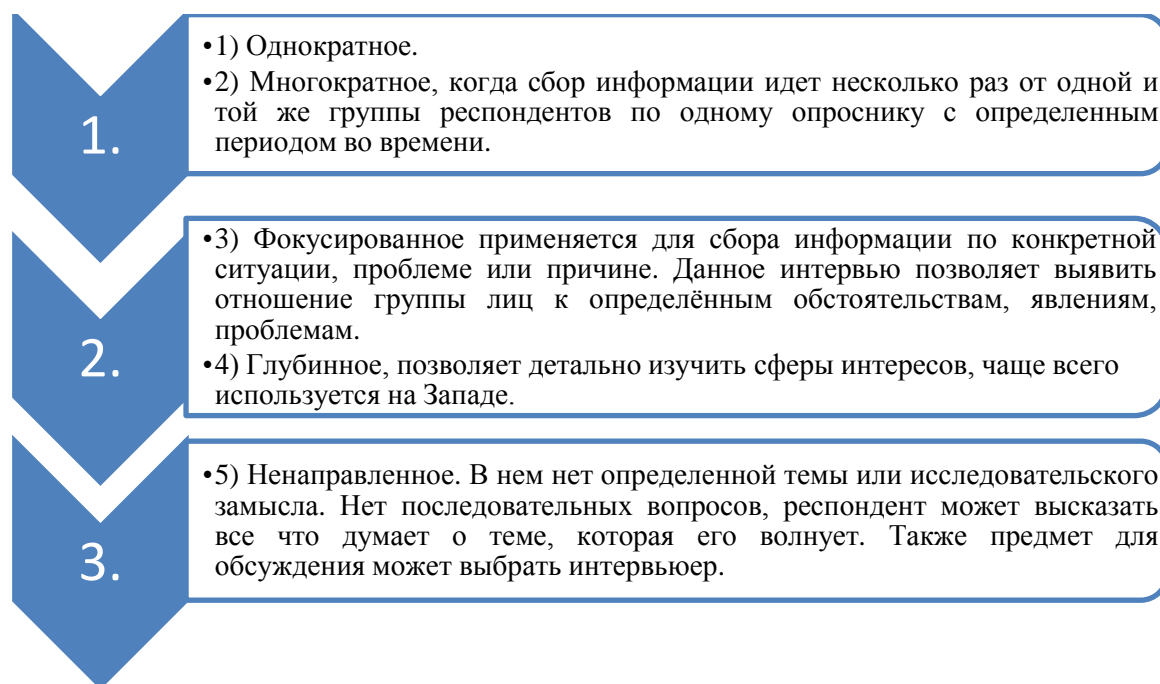 1.
•1) Однократное.
•2) Многократное, когда сбор информации идет несколько раз от одной и
той же группы респондентов по одному опроснику с определенным
периодом во времени.
2.
•3) Фокусированное применяется для сбора информации по конкретной
ситуации, проблеме или причине. Данное интервью позволяет выявить
отношение группы лиц к определённым обстоятельствам, явлениям,
проблемам.
•4) Глубинное, позволяет детально изучить сферы интересов, чаще всего
используется на Западе.
3.
•5) Ненаправленное. В нем нет определенной темы или исследовательского
замысла. Нет последовательных вопросов, респондент может высказать
все что думает о теме, которая его волнует. Также предмет для
обсуждения может выбрать интервьюер.